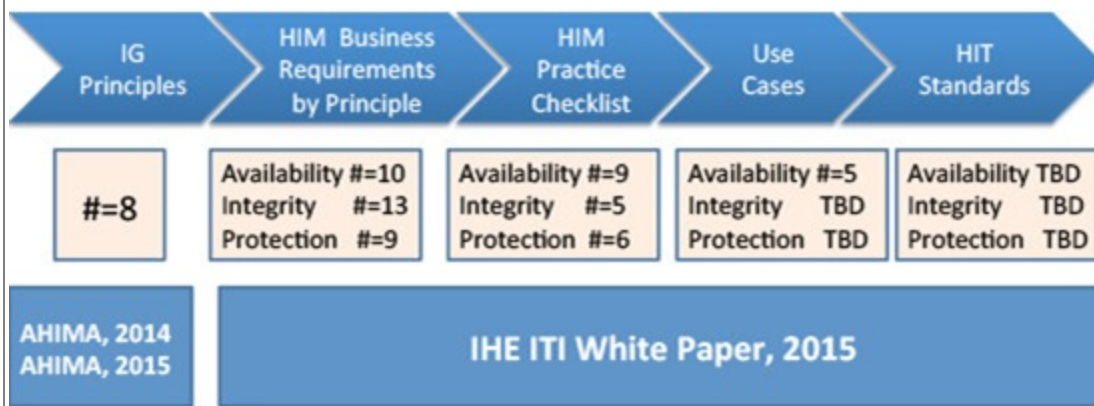 IG
Principles
HIM Business
Requirements
by Principle
HIM
Practice
Checklist
Use
Cases
HIT
Standards
#=8
Availability #=10
Integrity #=13
Protection #=9
Availability #=9
Integrity #=5
Protection #=6
Availability #=5
Integrity TBD
Protection TBD
Availability TBD
Integrity TBD
Protection TBD
AHIMA, 2014
AHIMA, 2015
IHE ITI White Paper, 2015